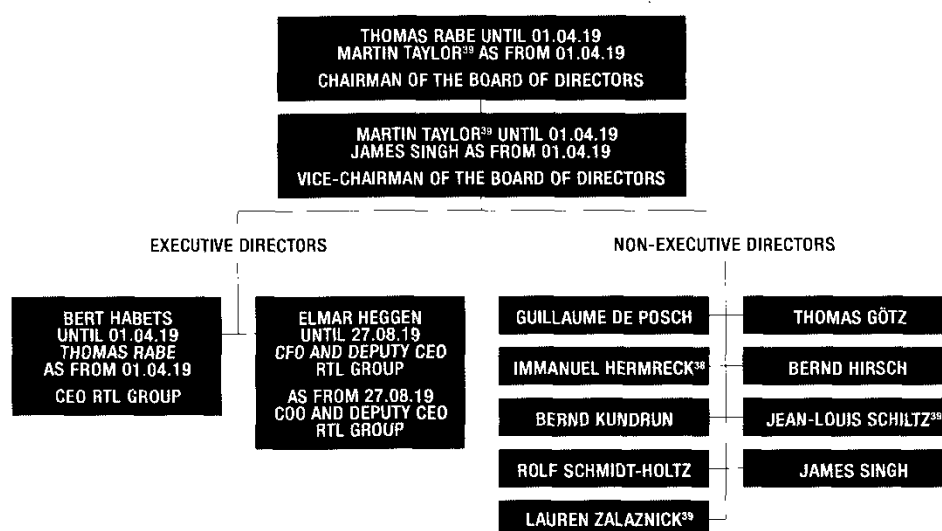 THOMAS RABE UNTIL 01.04.19
MARTIN TAYLOR³⁹ AS FROM 01.04.19
CHAIRMAN OF THE BOARD OF DIRECTORS
MARTIN TAYLOR³⁹ UNTIL 01.04.19
JAMES SINGH AS FROM 01.04.19
VICE-CHAIRMAN OF THE BOARD OF DIRECTORS
EXECUTIVE DIRECTORS
BERT HABETS
UNTIL 01.04.19
THOMAS RABE
AS FROM 01.04.19
CEO RTL GROUP
ELMAR HEGGEN
UNTIL 27.08.19
CFO AND DEPUTY CEO
RTL GROUP
AS FROM 27.08.19
COO AND DEPUTY CEO
RTL GROUP
NON-EXECUTIVE DIRECTORS
GUILLAUME DE POSCH
THOMAS GÖTZ
IMMANUEL HERMRECK³⁸
BERND HIRSCH
BERND KUNDRUN
JEAN-LOUIS SCHILTZ³⁹
ROLF SCHMIDT-HOLTZ
JAMES SINGH
LAUREN ZALAZNICK³⁹